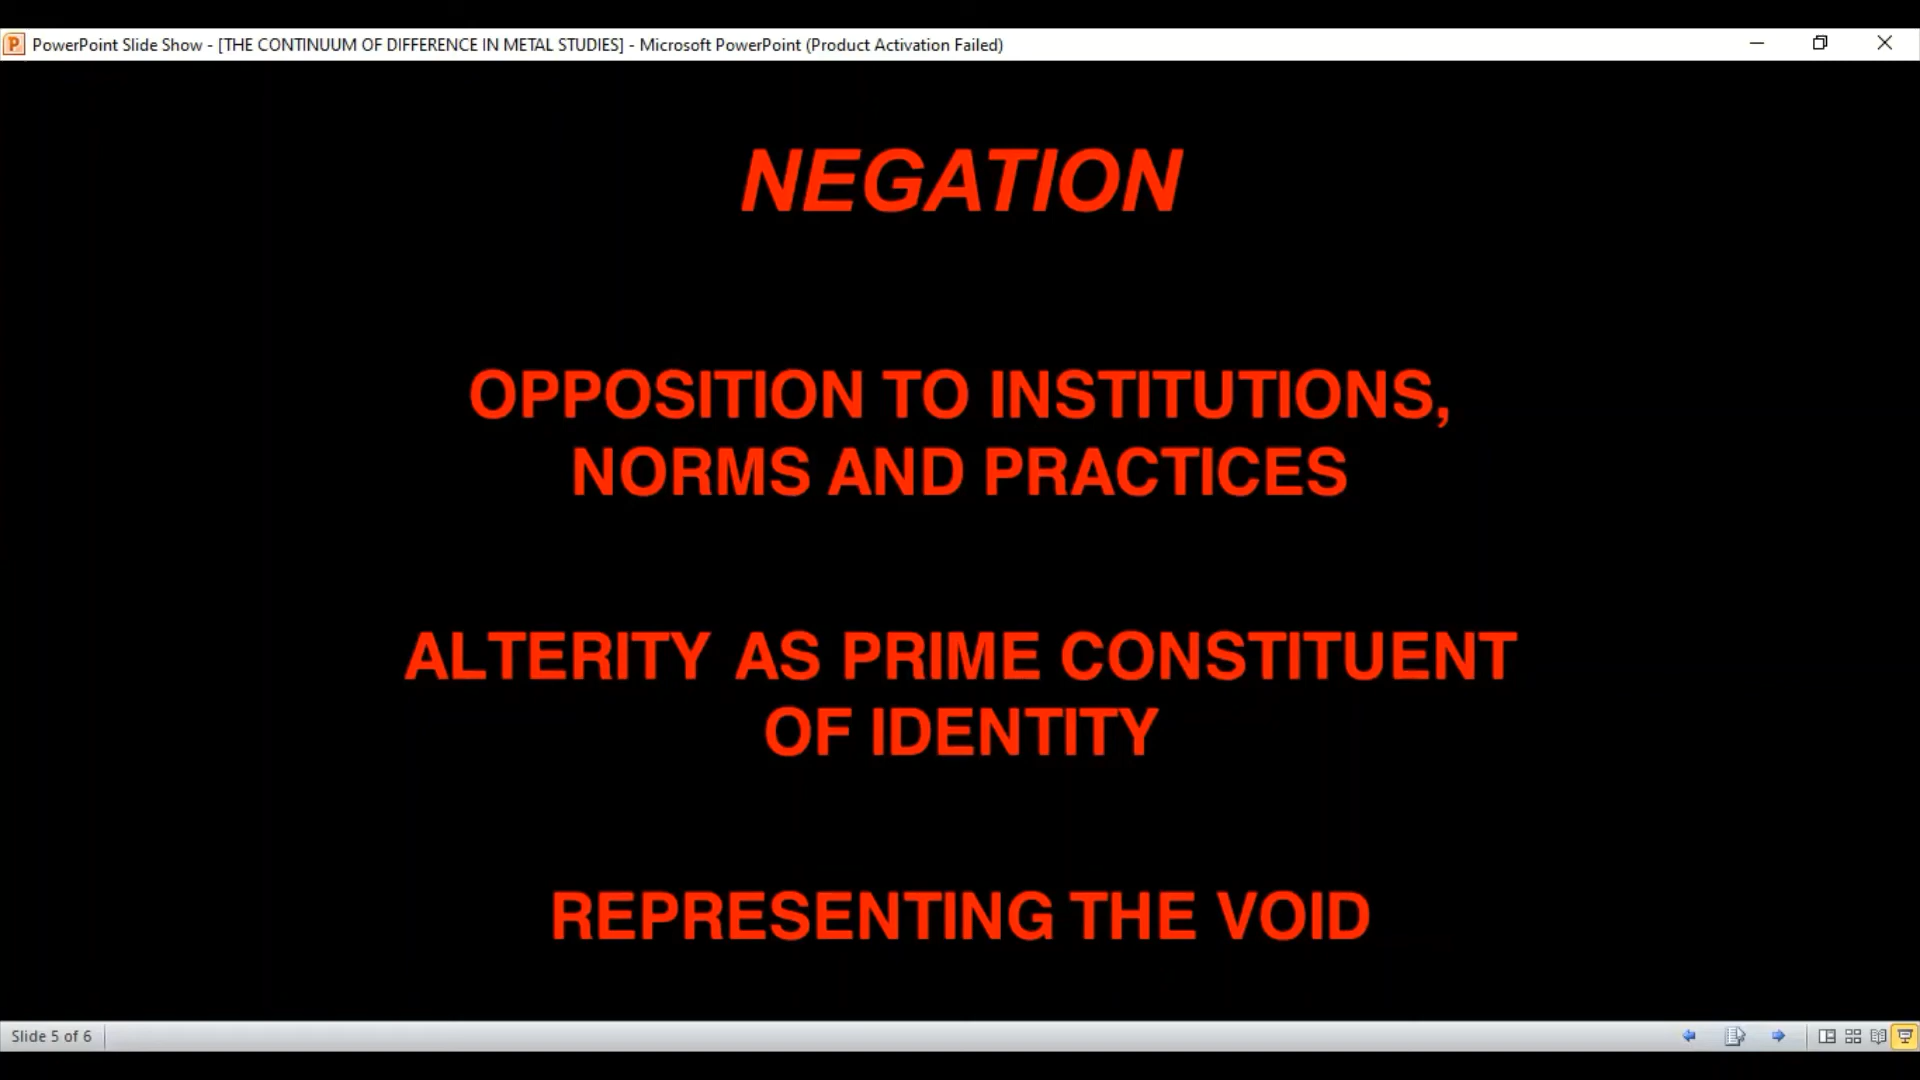 PowerPoint Slide Show - [THE CONTINUUM OF DIFFERENCE IN METAL STUDIES] - Microsoft PowerPoint (Product Activation Failed)
NEGATION
OPPOSITION TO INSTITUTIONS,
NORMS AND PRACTICES
ALTERITY AS PRIME CONSTITUENT
OF IDENTITY
REPRESENTING THE VOID
Slide 5 of 6